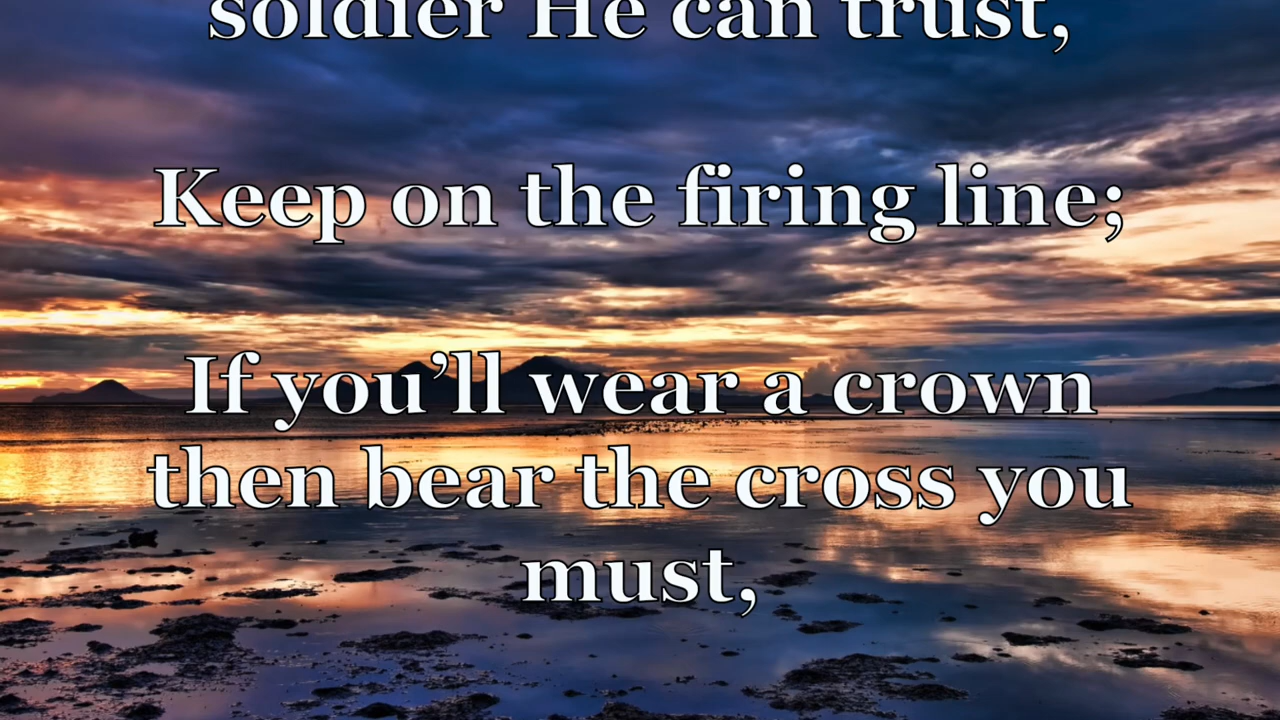 soldier He can trust,
Keep on the firing line;
If you’ll wear a crown
then bear the cross you
must,